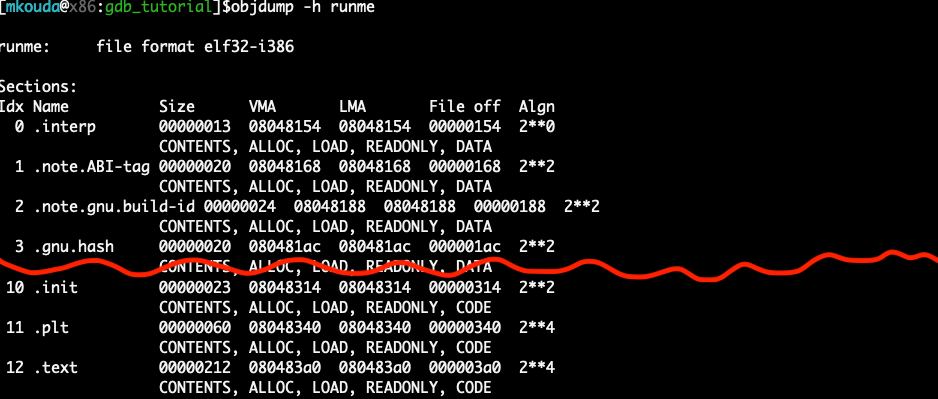 [mkouda@x86:gdb_tutorial]$objdump -h runme
runme:     file format elf32-i386
Sections:
Idx Name          Size      VMA       LMA       File off  Algn
  0 .interp       00000013  08048154  08048154  00000154  2**0
                  CONTENTS, ALLOC, LOAD, READONLY, DATA
  1 .note.ABI-tag 00000020  08048168  08048168  00000168  2**2
                  CONTENTS, ALLOC, LOAD, READONLY, DATA
  2 .note.gnu.build-id 00000024  08048188  08048188  00000188  2**2
                  CONTENTS, ALLOC, LOAD, READONLY, DATA
  3 .gnu.hash     00000020  080481ac  080481ac  000001ac  2**2
                  CONTENTS, ALLOC, LOAD, READONLY, DATA
 10 .init         00000023  08048314  08048314  00000314  2**2
                  CONTENTS, ALLOC, LOAD, READONLY, CODE
 11 .plt          00000060  08048340  08048340  00000340  2**4
                  CONTENTS, ALLOC, LOAD, READONLY, CODE
 12 .text         00000212  080483a0  080483a0  000003a0  2**4
                  CONTENTS, ALLOC, LOAD, READONLY, CODE